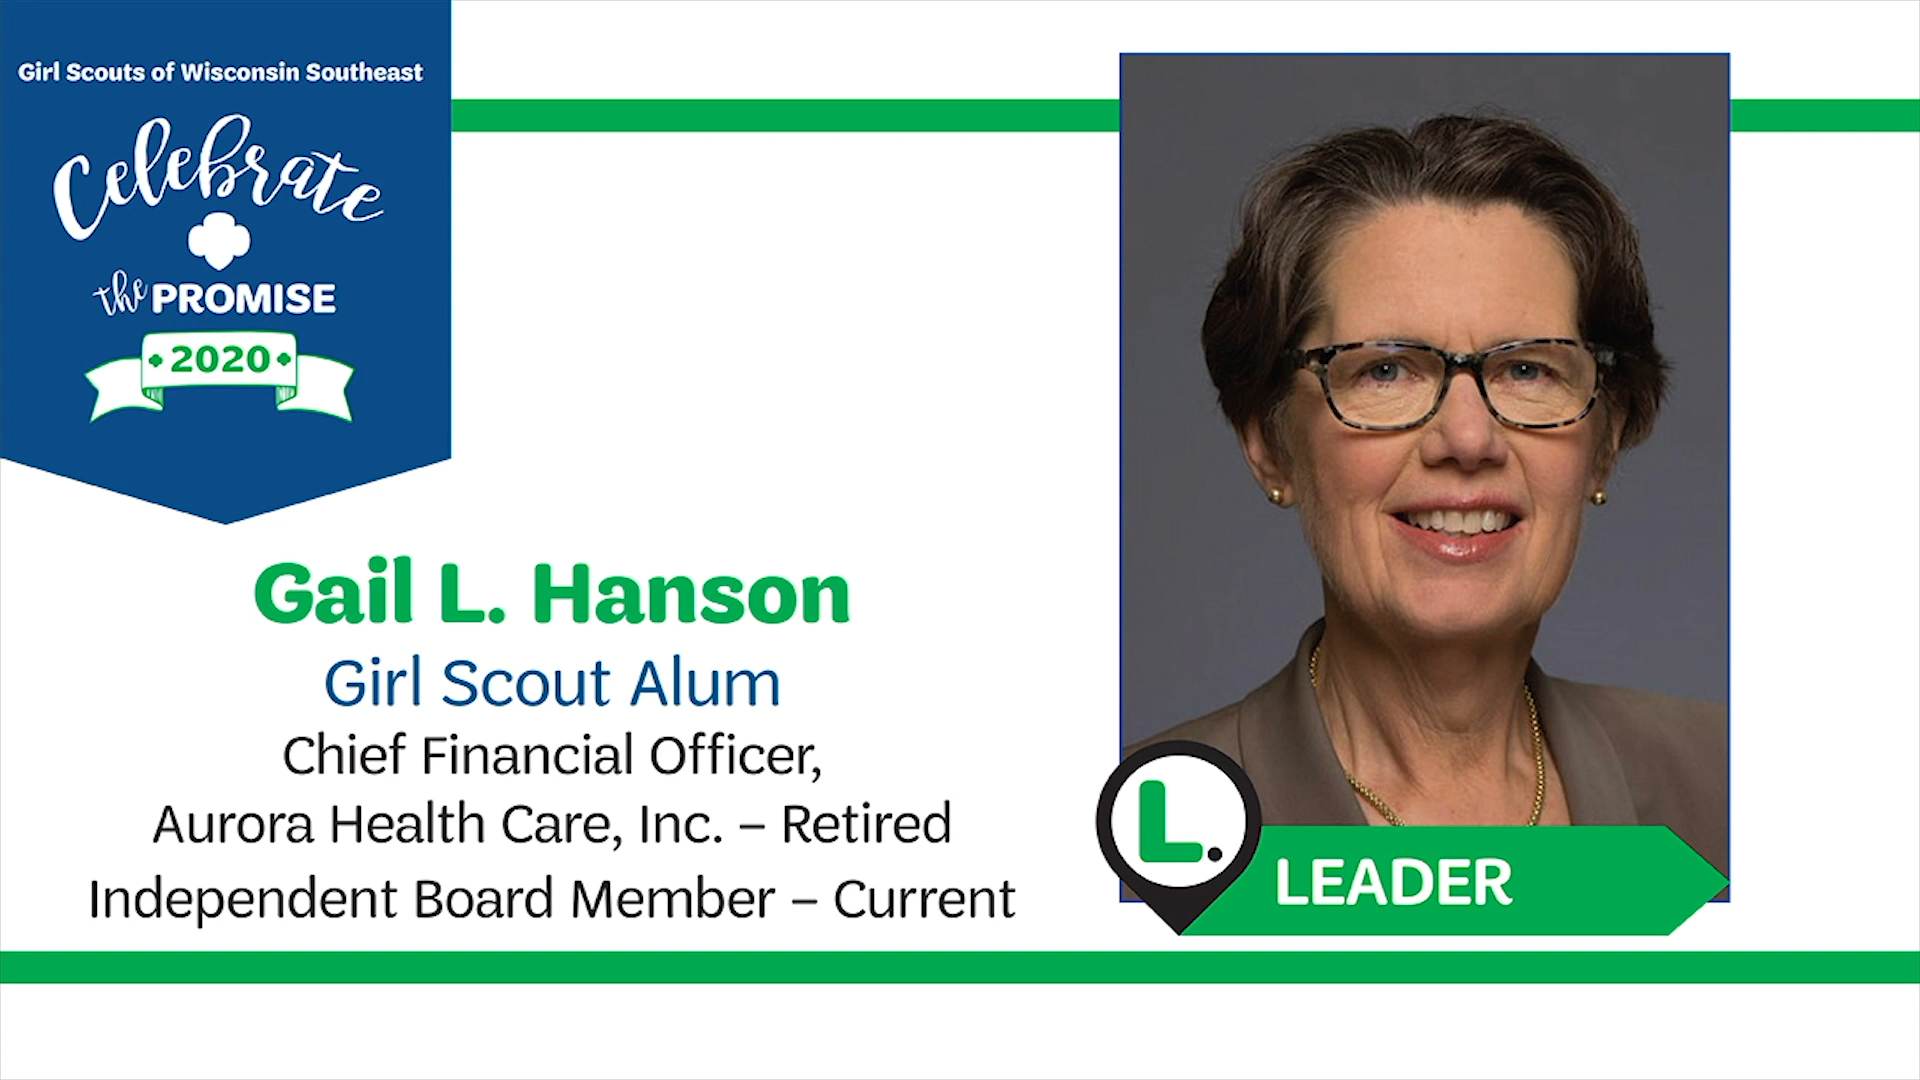 Girl Scouts of Wisconsin Southeast
Celebrate
the PROMISE
2020
Gail L. Hanson
Girl Scout Alum
Chief Financial Officer,
Aurora Health Care, Inc. – Retired
Independent Board Member – Current
L.
LEADER